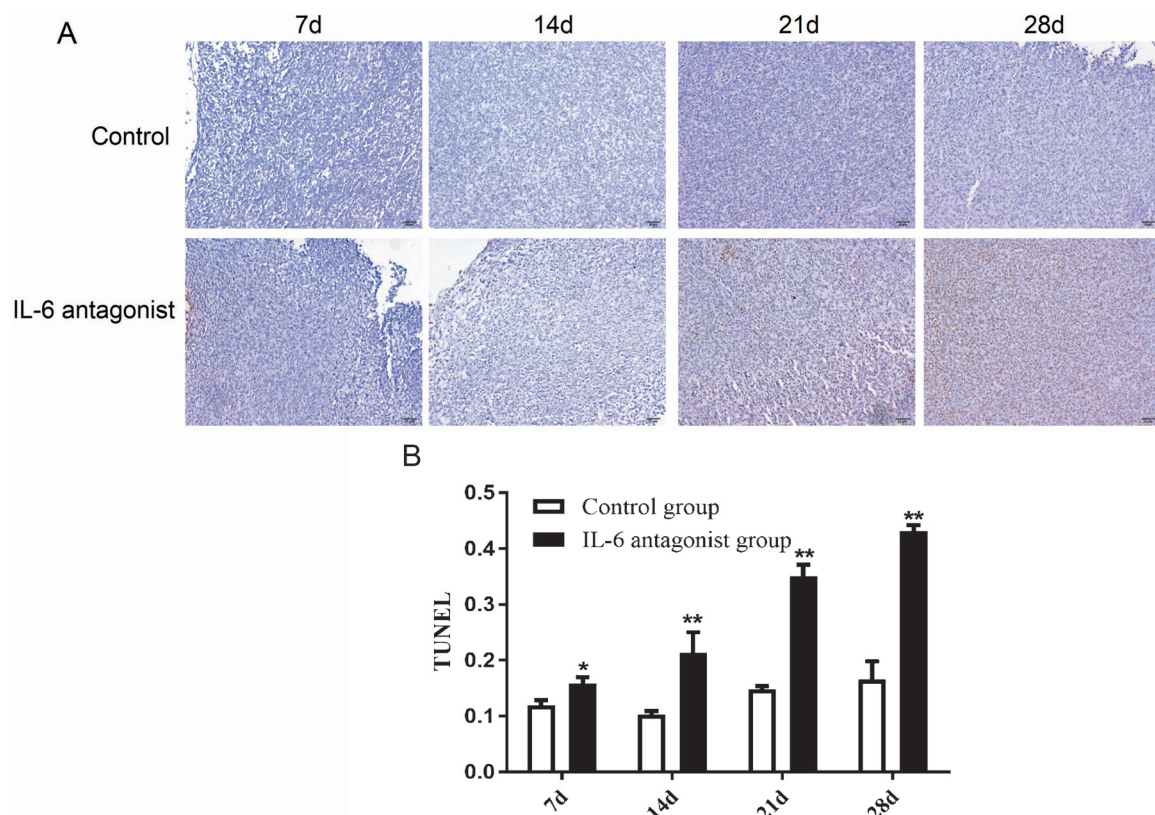 A
7d 14d 21d 28d
Control
IL-6 antagonist
B
0.5
0.4
0.3
0.2
0.1
0.0
TUNEL
Control group
IL-6 antagonist group
* ** ** **
7d 14d 21d 28d